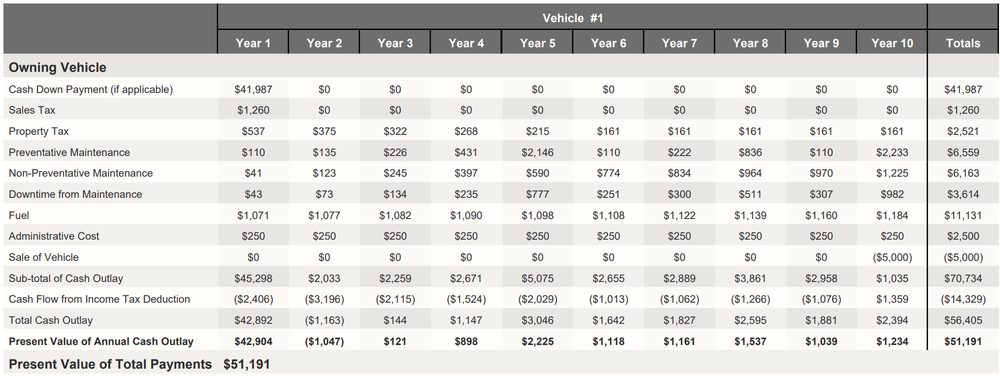 Vehicle #1
Year 1 Year 2 Year 3 Year 4 Year 5 Year 6 Year 7 Year 8 Year 9 Year 10 Totals
Owning Vehicle
Cash Down Payment (if applicable) $41,987 $0 $0 $0 $0 $0 $0 $0 $0 $0 $41,987
Sales Tax $1,260 $0 $0 $0 $0 $0 $0 $0 $0 $0 $1,260
Property Tax $537 $375 $322 $268 $215 $161 $161 $161 $161 $161 $2,521
Preventative Maintenance $110 $135 $226 $431 $2,146 $110 $222 $836 $110 $2,233 $6,559
Non-Preventative Maintenance $41 $123 $245 $397 $590 $774 $834 $964 $970 $1,225 $6,163
Downtime from Maintenance $43 $73 $134 $235 $777 $251 $300 $511 $307 $982 $3,614
Fuel $1,071 $1,077 $1,082 $1,090 $1,098 $1,108 $1,122 $1,139 $1,160 $1,184 $11,131
Administrative Cost $250 $250 $250 $250 $250 $250 $250 $250 $250 $250 $2,500
Sale of Vehicle $0 $0 $0 $0 $0 $0 $0 $0 $0 ($5,000) ($5,000)
Sub-total of Cash Outlay $45,298 $2,033 $2,259 $2,671 $5,075 $2,655 $2,889 $3,861 $2,958 $1,035 $70,734
Cash Flow from Income Tax Deduction ($2,406) ($3,196) ($2,115) ($1,524) ($2,029) ($1,013) ($1,062) ($1,266) ($1,076) $1,359 ($14,329)
Total Cash Outlay $42,892 ($1,163) $144 $1,147 $3,046 $1,642 $1,827 $2,595 $1,881 $2,394 $56,405
Present Value of Annual Cash Outlay $42,904 ($1,047) $121 $898 $2,225 $1,118 $1,161 $1,537 $1,039 $1,234 $51,191
Present Value of Total Payments $51,191